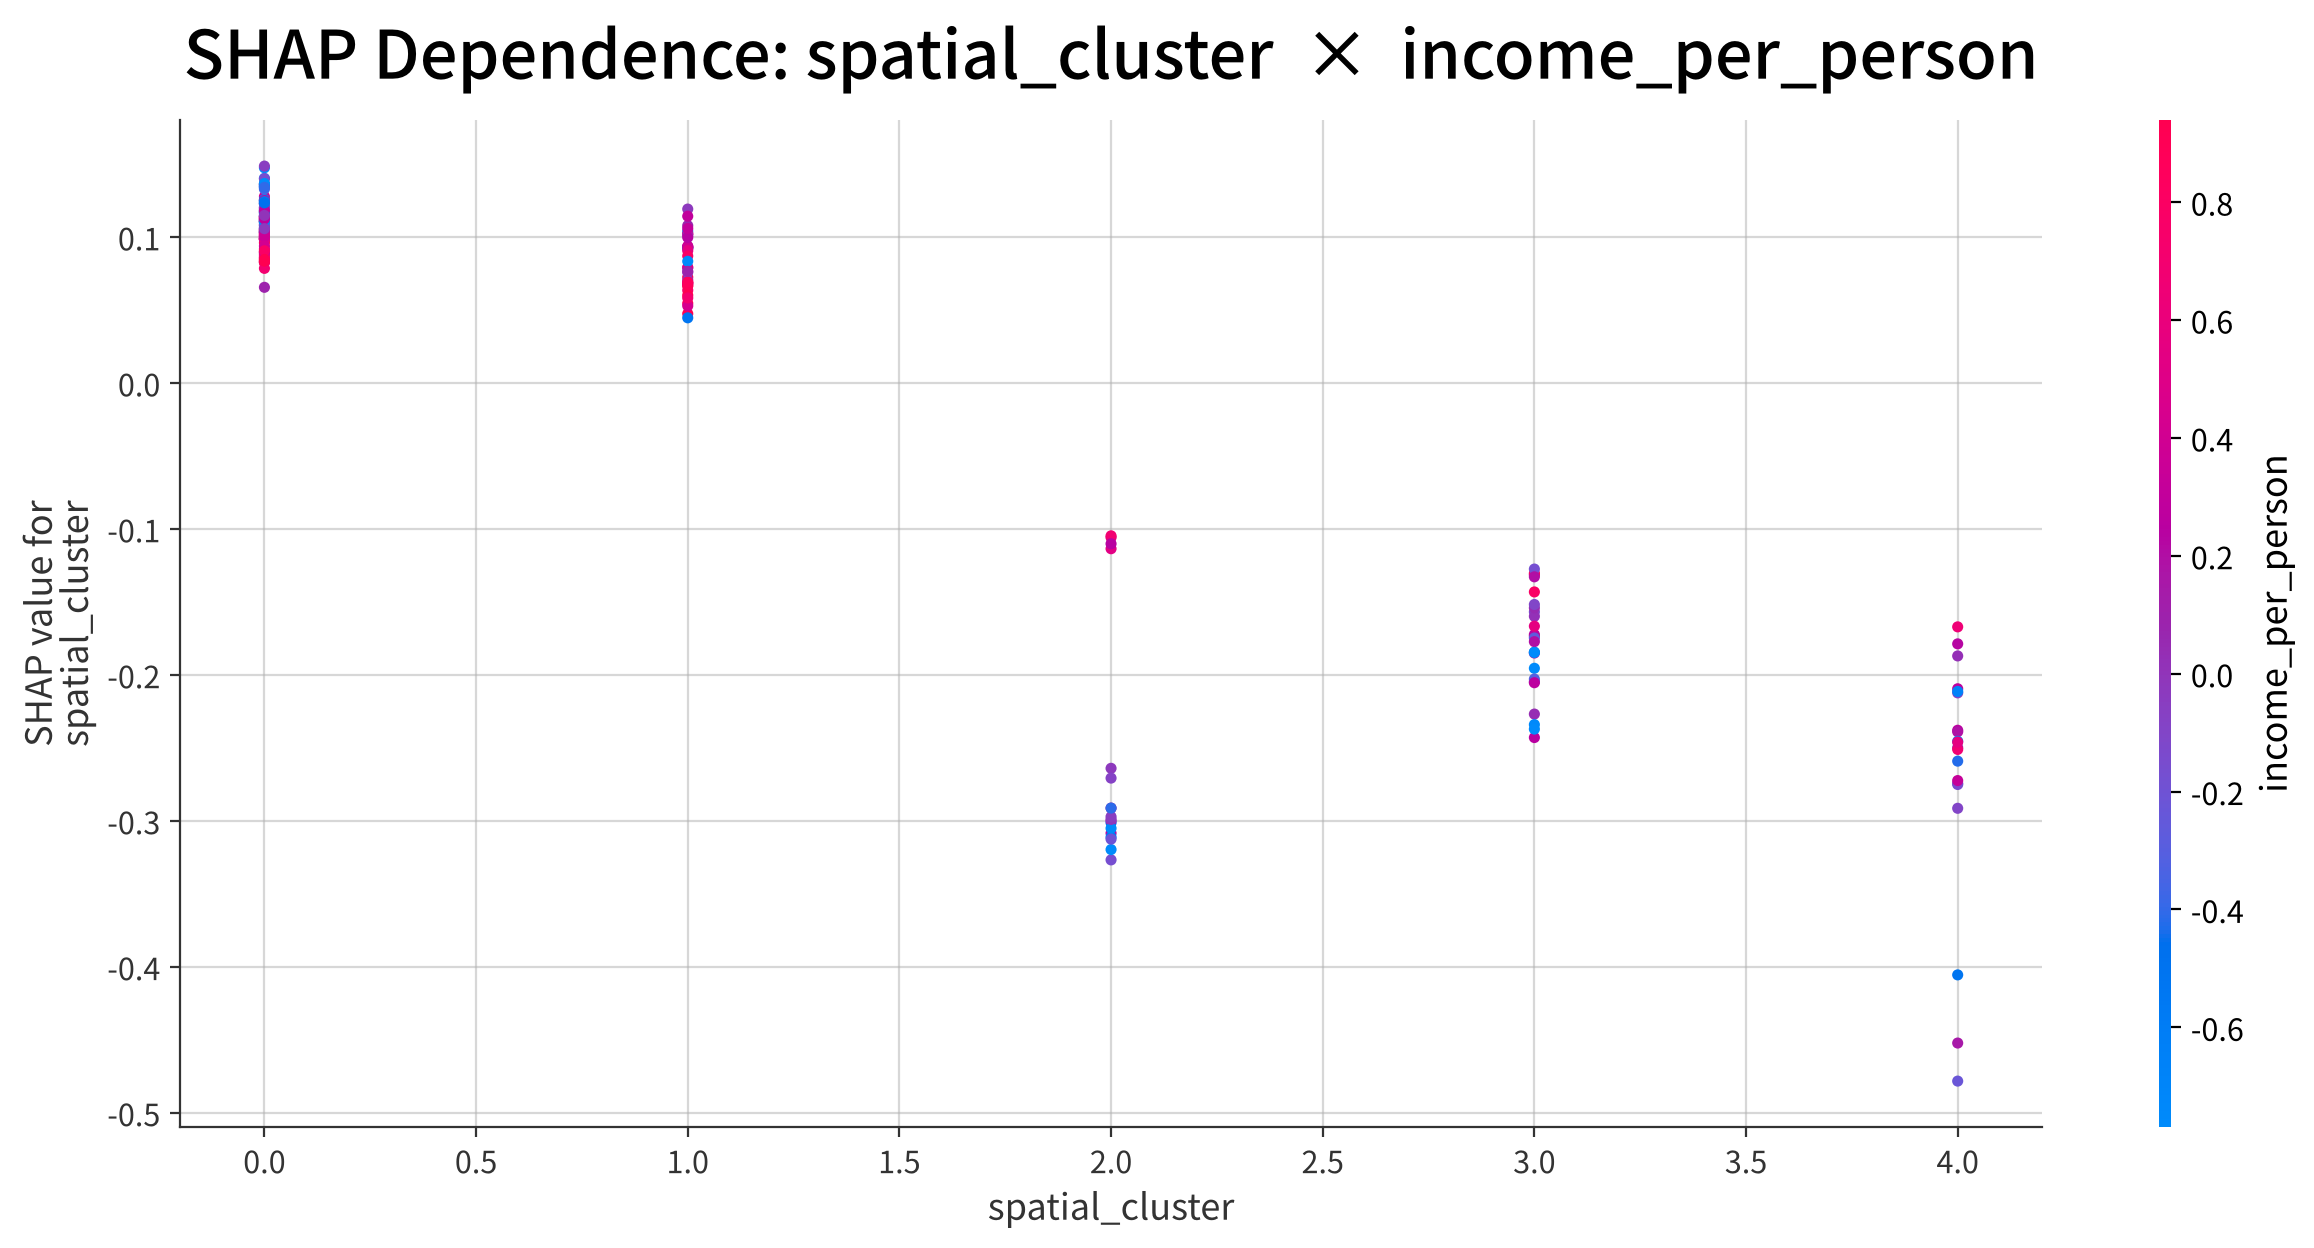 SHAP Dependence: spatial_cluster × income_per_person
SHAP value for
spatial_cluster
0.1
0.0
-0.1
-0.2
-0.3
-0.4
-0.5
0.0 0.5 1.0 1.5 2.0 2.5 3.0 3.5 4.0
spatial_cluster
0.8
0.6
0.4
0.2
0.0
-0.2
-0.4
-0.6
income_per_person